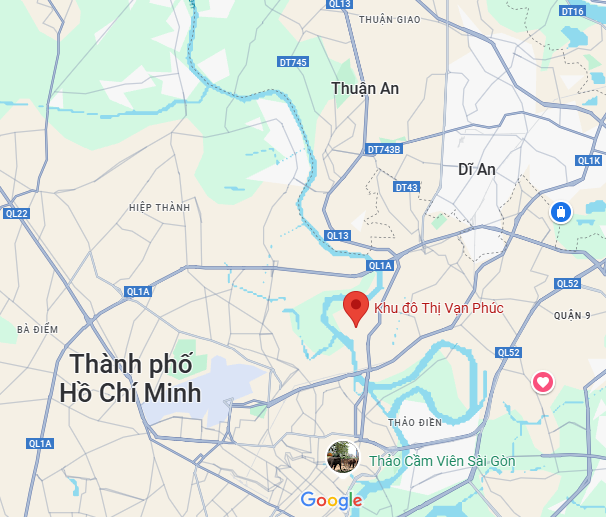 QL13
THUẬN GIAO
DT16
DT745
Thuận An
DT743B
QL1K
Dĩ An
DT43
HIỆP THÀNH
QL22
QL13
QL1A
QL52
QL1A
Khu đô Thị Vạn Phúc
QUẬN 9
BÀ ĐIỂM
QL52
Thành phố
Hồ Chí Minh
THẢO ĐIỀN
QL1A
Thảo Cầm Viên Sài Gòn
Google